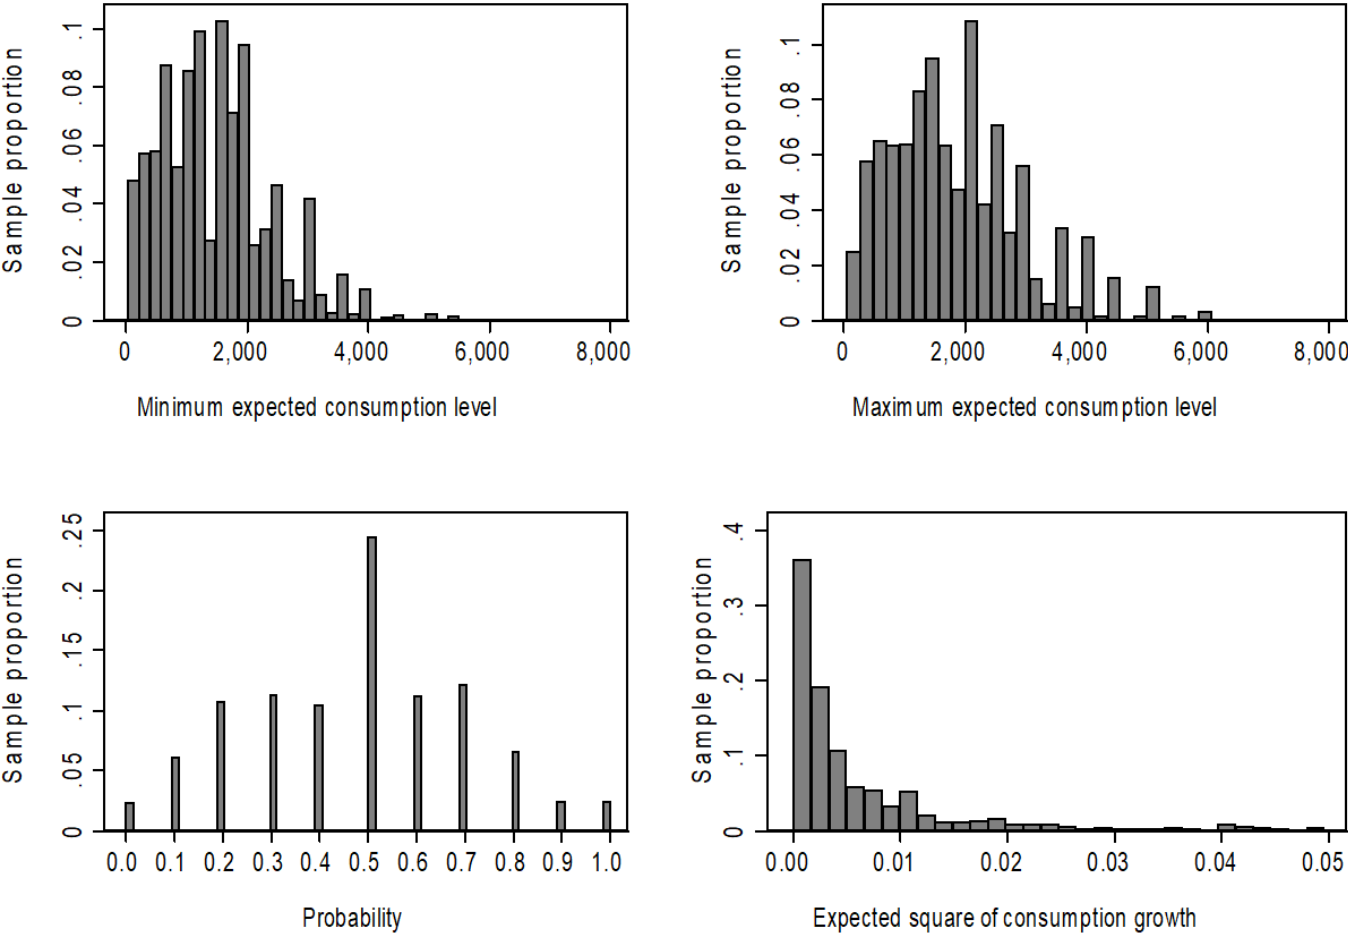 Sample proportion
.1
.08
.06
.04
.02
0
0 2,000 4,000 6,000 8,000
Minimum expected consumption level
Sample proportion
.1
.08
.06
.04
.02
0
0 2,000 4,000 6,000 8,000
Maximum expected consumption level
Sample proportion
.25
.2
.15
.1
.05
0
0.0 0.1 0.2 0.3 0.4 0.5 0.6 0.7 0.8 0.9 1.0
Probability
Sample proportion
.4
.3
.2
.1
0
0.00 0.01 0.02 0.03 0.04 0.05
Expected square of consumption growth